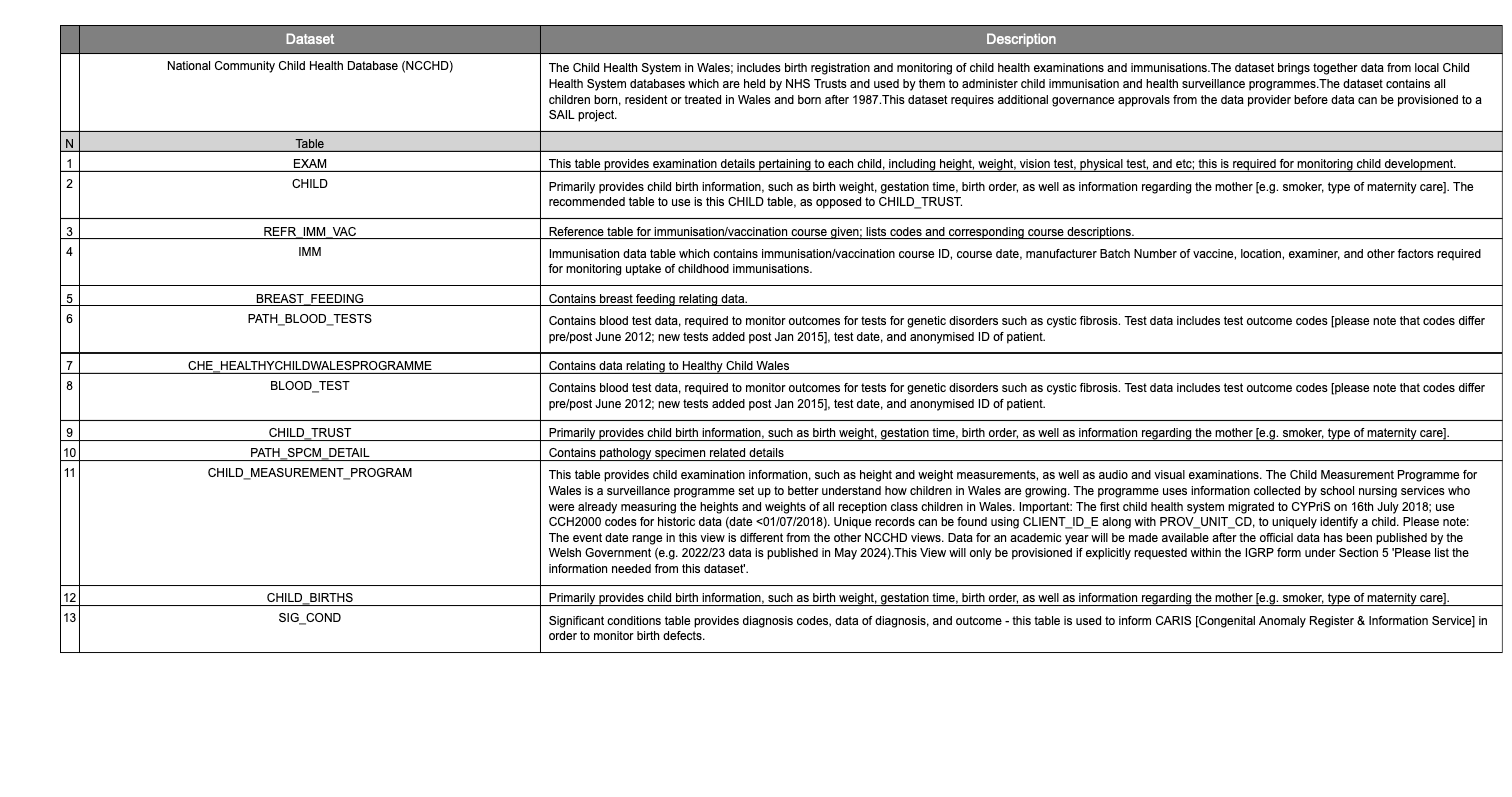 Dataset Description
National Community Child Health Database (NCCHD) The Child Health System in Wales; includes birth registration and monitoring of child health examinations and immunisations.The dataset brings together data from local Child
Health System databases which are held by NHS Trusts and used by them to administer child immunisation and health surveillance programmes.The dataset contains all
children born, resident or treated in Wales and born after 1987.This dataset requires additional governance approvals from the data provider before data can be provisioned to a
SAIL project.
N Table
1 EXAM This table provides examination details pertaining to each child, including height, weight, vision test, physical test, and etc; this is required for monitoring child development.
2 CHILD Primarily provides child birth information, such as birth weight, gestation time, birth order, as well as information regarding the mother [e.g. smoker, type of maternity care]. The
recommended table to use is this CHILD table, as opposed to CHILD_TRUST.
3 REFR_IMM_VAC Reference table for immunisation/vaccination course given; lists codes and corresponding course descriptions.
4 IMM Immunisation data table which contains immunisation/vaccination course ID, course date, manufacturer Batch Number of vaccine, location, examiner, and other factors required
for monitoring uptake of childhood immunisations.
5 BREAST_FEEDING Contains breast feeding relating data.
6 PATH_BLOOD_TESTS Contains blood test data, required to monitor outcomes for tests for genetic disorders such as cystic fibrosis. Test data includes test outcome codes [please note that codes differ
pre/post June 2012; new tests added post Jan 2015], test date, and anonymised ID of patient.
7 CHE_HEALTHYCHILDWALESPROGRAMME Contains data relating to Healthy Child Wales
8 BLOOD_TEST Contains blood test data, required to monitor outcomes for tests for genetic disorders such as cystic fibrosis. Test data includes test outcome codes [please note that codes differ
pre/post June 2012; new tests added post Jan 2015], test date, and anonymised ID of patient.
9 CHILD_TRUST Primarily provides child birth information, such as birth weight, gestation time, birth order, as well as information regarding the mother [e.g. smoker, type of maternity care].
10 PATH_SPCM_DETAIL Contains pathology specimen related details
11 CHILD_MEASUREMENT_PROGRAM This table provides child examination information, such as height and weight measurements, as well as audio and visual examinations. The Child Measurement Programme for
Wales is a surveillance programme set up to better understand how children in Wales are growing. The programme uses information collected by school nursing services who
were already measuring the heights and weights of all reception class children in Wales. Important: The first child health system migrated to CYPriS on 16th July 2018; use
CCH2000 codes for historic data (date <01/07/2018). Unique records can be found using CLIENT_ID_E along with PROV_UNIT_CD, to uniquely identify a child. Please note:
The event date range in this view is different from the other NCCHD views. Data for an academic year will be made available after the official data has been published by the
Welsh Government (e.g. 2022/23 data is published in May 2024).This View will only be provisioned if explicitly requested within the IGRP form under Section 5 'Please list the
information needed from this dataset'.
12 CHILD_BIRTHS Primarily provides child birth information, such as birth weight, gestation time, birth order, as well as information regarding the mother [e.g. smoker, type of maternity care].
13 SIG_COND Significant conditions table provides diagnosis codes, data of diagnosis, and outcome - this table is used to inform CARIS [Congenital Anomaly Register & Information Service] in
order to monitor birth defects.